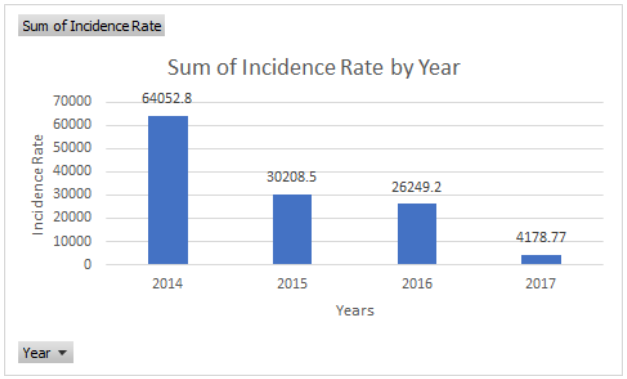 Sum of Incidence Rate
Sum of Incidence Rate by Year
70000
60000
50000
40000
30000
20000
10000
0
Incidence Rate
64052.8
30208.5
26249.2
4178.77
2014 2015 2016 2017
Years
Year